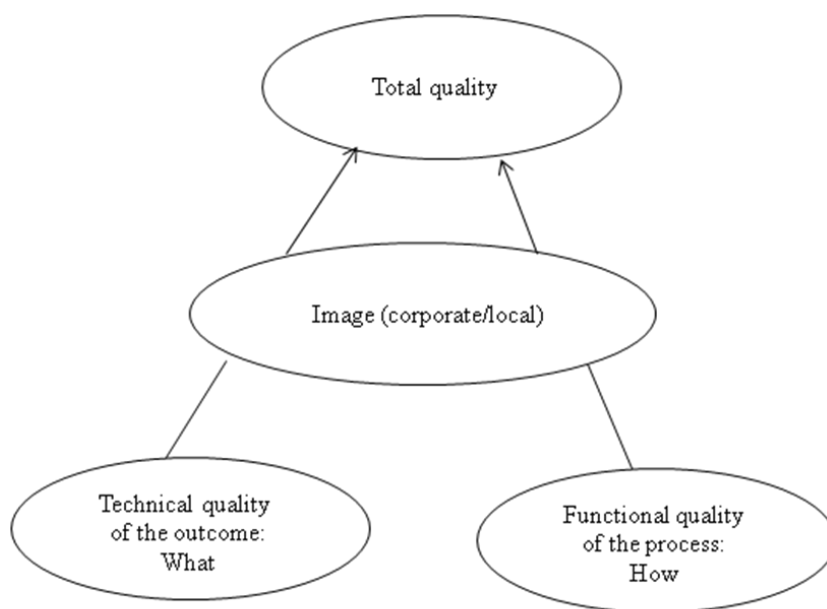 Total quality
Image (corporate/local)
Technical quality
of the outcome:
What
Functional quality
of the process:
How